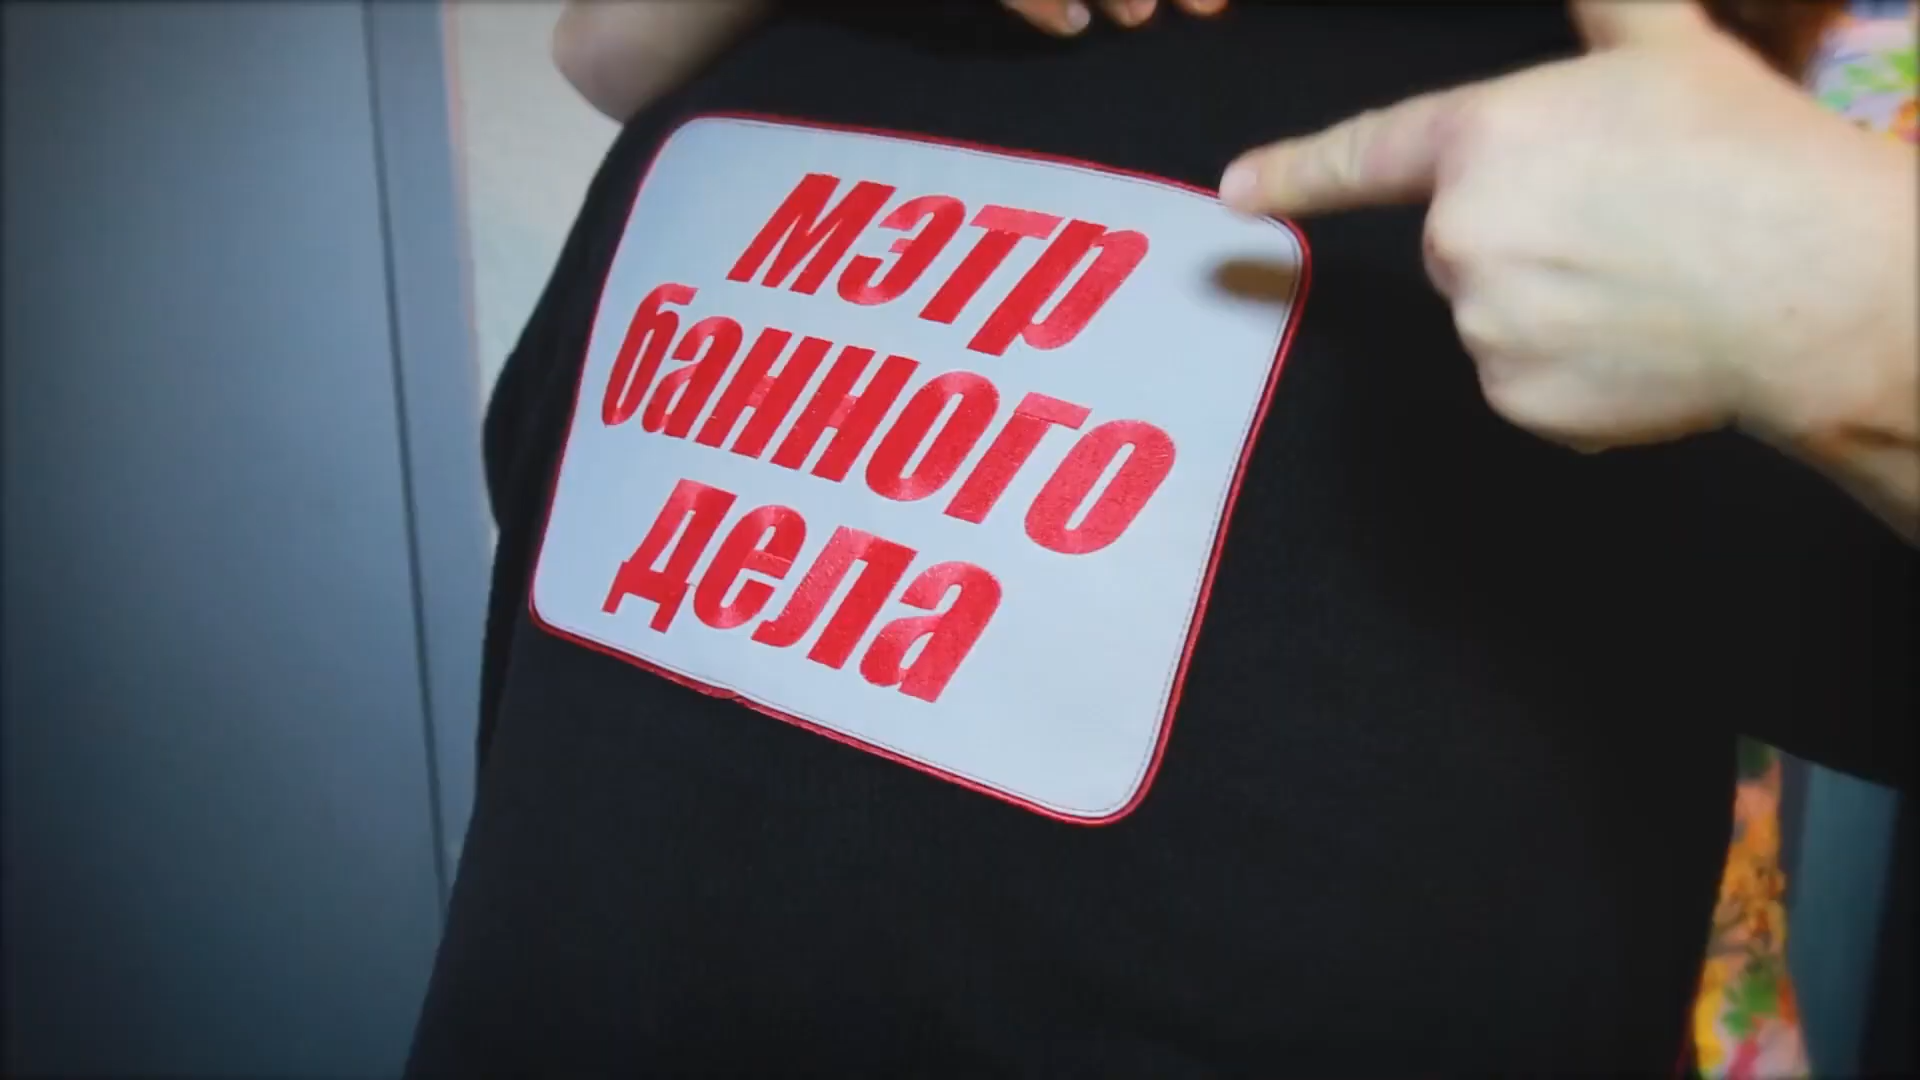 мэтр
банного
дела